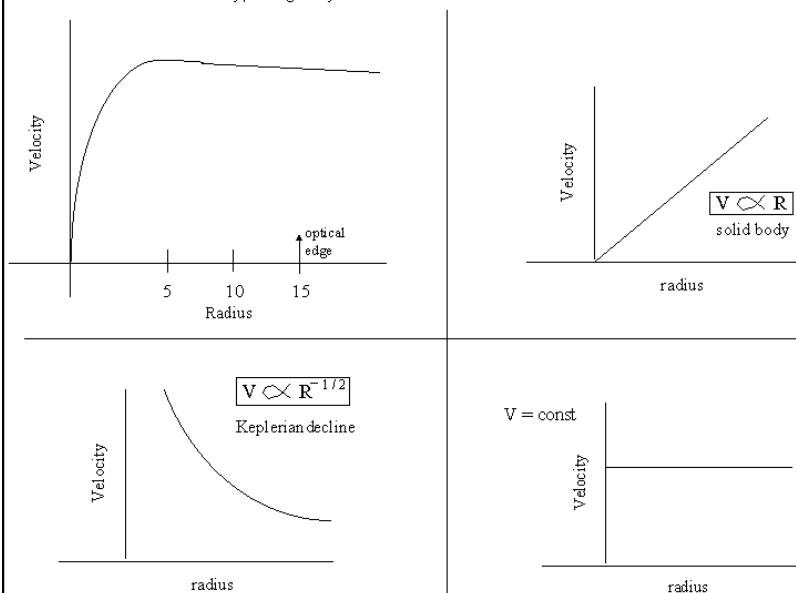 Velocity
optical
edge
5 10 15
Radius
Velocity
V ∝ R
solid body
radius
V ∝ R^{-1/2}
Keplerian decline
Velocity
radius
V = const
Velocity
radius